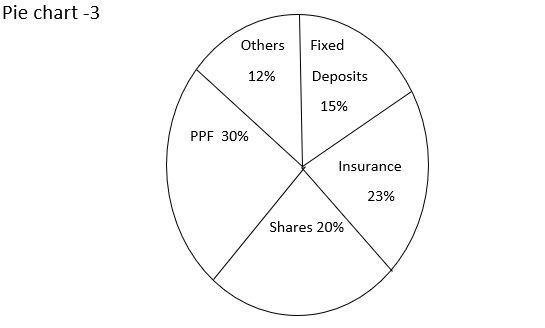 Pie chart -3
Others
12%
Fixed
Deposits
15%
PPF 30%
Insurance
23%
Shares 20%